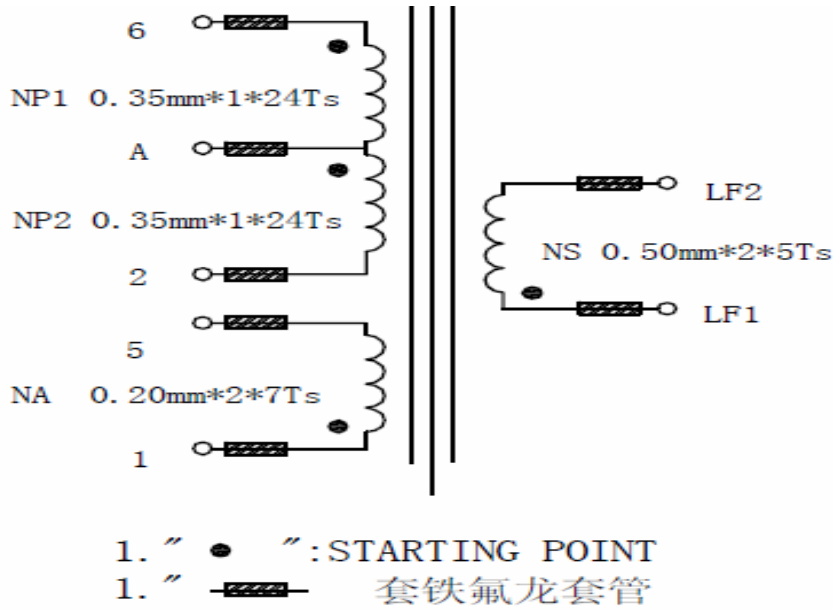 6
NP1 0.35mm*1*24Ts
A
NP2 0.35mm*1*24Ts
2
5
NA 0.20mm*2*7Ts
1
LF2
NS 0.50mm*2*5Ts
LF1
1."●":STARTING POINT
1."套铁氟龙套管